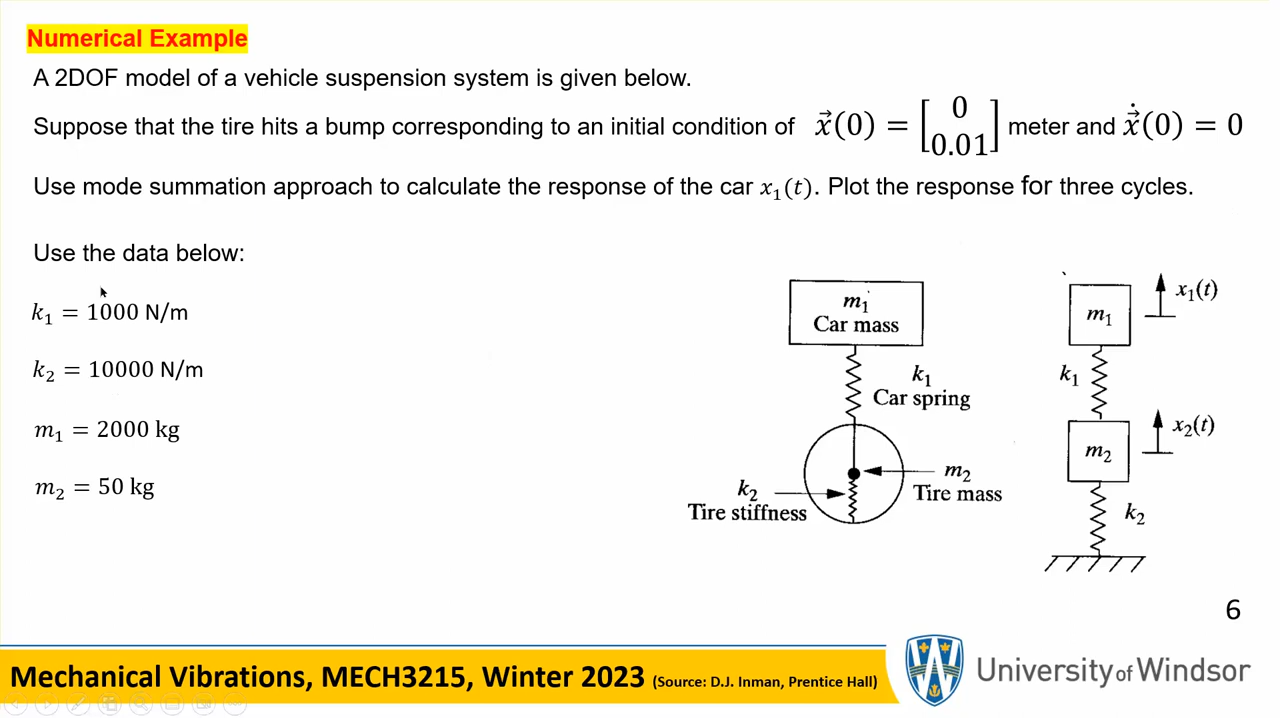 Numerical Example
A 2DOF model of a vehicle suspension system is given below.
Suppose that the tire hits a bump corresponding to an initial condition of x⃗(0) = [0 0.01] meter and ẋ⃗(0) = 0
Use mode summation approach to calculate the response of the car x₁(t). Plot the response for three cycles.
Use the data below:
k₁ = 1000 N/m
k₂ = 10000 N/m
m₁ = 2000 kg
m₂ = 50 kg
m₁
Car mass
k₁
Car spring
m₂
Tire mass
k₂
Tire stiffness
m₁
x₁(t)
k₁
m₂
x₂(t)
k₂
6
Mechanical Vibrations, MECH3215, Winter 2023 (Source: D.J. Inman, Prentice Hall)
University of Windsor